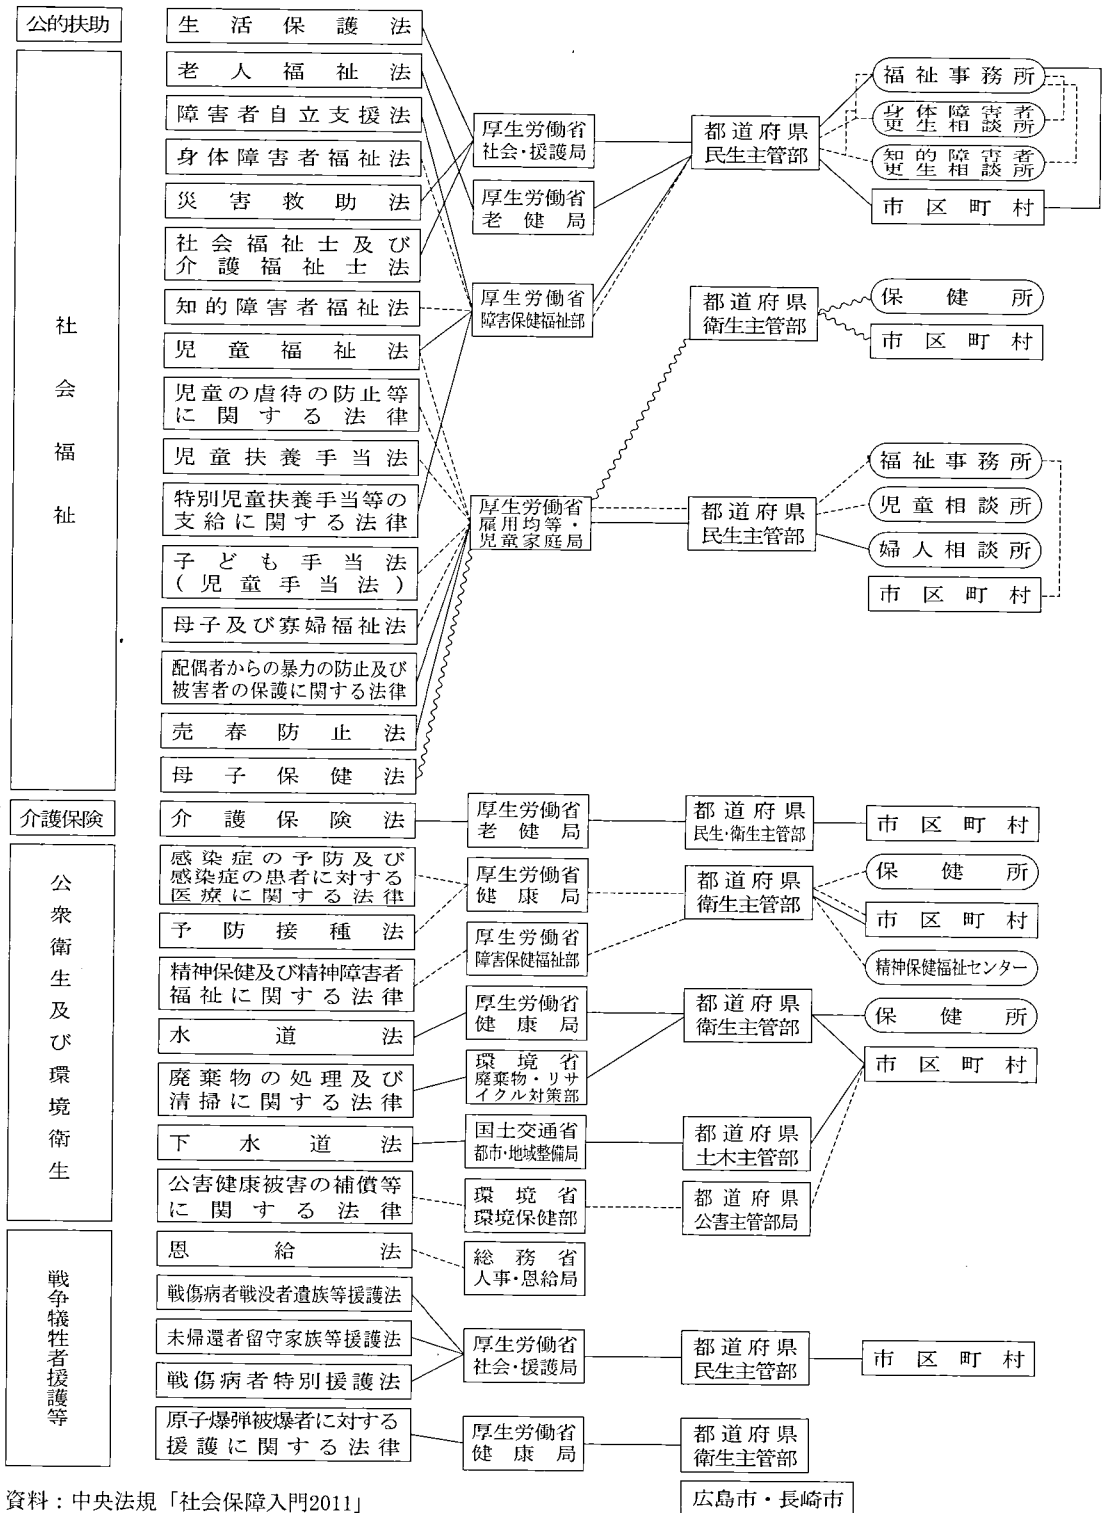 公的扶助
生活保護法
社会福祉
老人福祉法
障害者自立支援法
身体障害者福祉法
災害救助法
社会福祉士及び
介護福祉士法
知的障害者福祉法
児童福祉法
児童の虐待の防止等
に関する法律
児童扶養手当法
特別児童扶養手当等の
支給に関する法律
子ども手当法
(児童手当法)
母子及び寡婦福祉法
配偶者からの暴力の防止及び
被害者の保護に関する法律
売春防止法
母子保健法
厚生労働省
社会・援護局
厚生労働省
老健局
厚生労働省
障害保健福祉部
厚生労働省
雇用均等・
児童家庭局
都道府県
民生主管部
都道府県
衛生主管部
都道府県
民生主管部
福祉事務所
身体障害者
更生相談所
知的障害者
更生相談所
市区町村
保健所
市区町村
福祉事務所
児童相談所
婦人相談所
市区町村
介護保険
介護保険法
厚生労働省
老健局
都道府県
民生・衛生主管部
市区町村
公衆衛生及び環境衛生
感染症の予防及び
感染症の患者に対する
医療に関する法律
予防接種法
精神保健及び精神障害者
福祉に関する法律
水道法
廃棄物の処理及び
清掃に関する法律
下水道法
公害健康被害の補償等
に関する法律
厚生労働省
健康局
厚生労働省
障害保健福祉部
厚生労働省
健康局
環境省
廃棄物・リサ
イクル対策部
国土交通省
都市・地域整備局
環境省
環境保健部
都道府県
衛生主管部
都道府県
衛生主管部
都道府県
土木主管部
都道府県
公害主管部局
保健所
市区町村
精神保健福祉センター
保健所
市区町村
戦争犠牲者援護等
恩給法
戦傷病者戦没者遺族等援護法
未帰還者留守家族等援護法
戦傷病者特別援護法
原子爆弾被爆者に対する
援護に関する法律
総務省
人事・恩給局
厚生労働省
社会・援護局
厚生労働省
健康局
都道府県
民生主管部
都道府県
衛生主管部
広島市・長崎市
市区町村
資料：中央法規「社会保障入門2011」